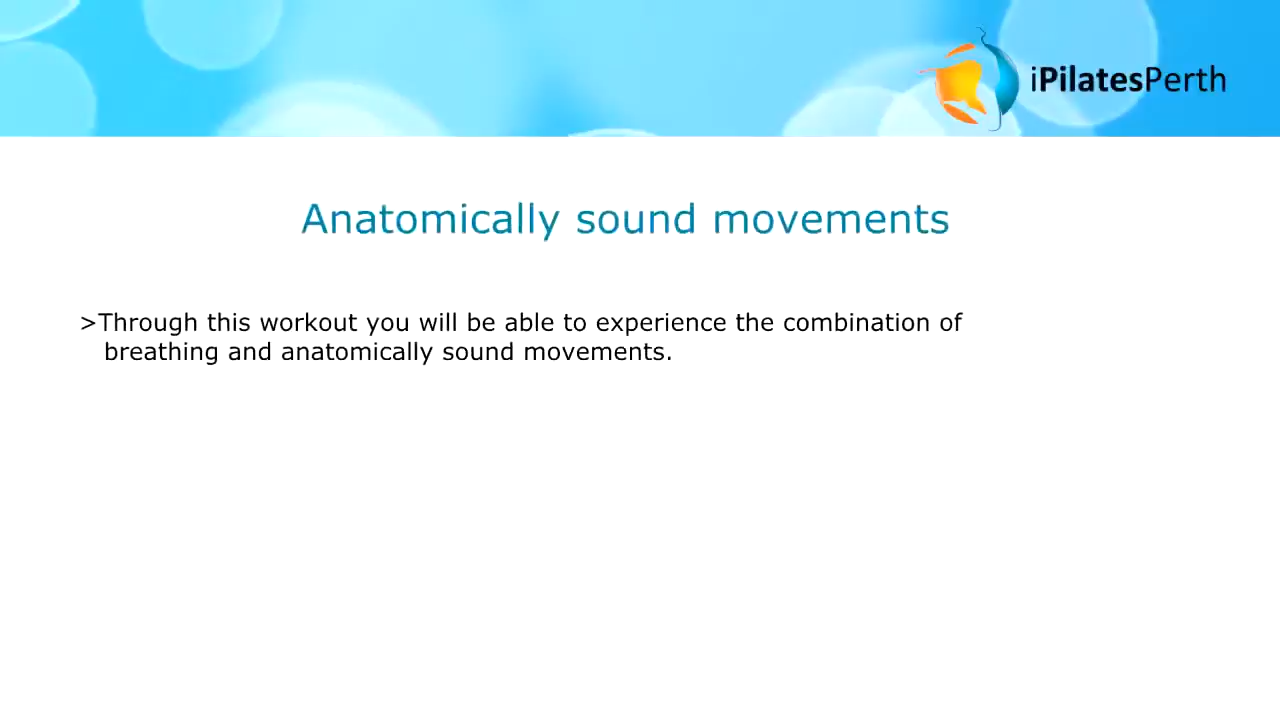 iPilatesPerth
Anatomically sound movements
>Through this workout you will be able to experience the combination of
breathing and anatomically sound movements.